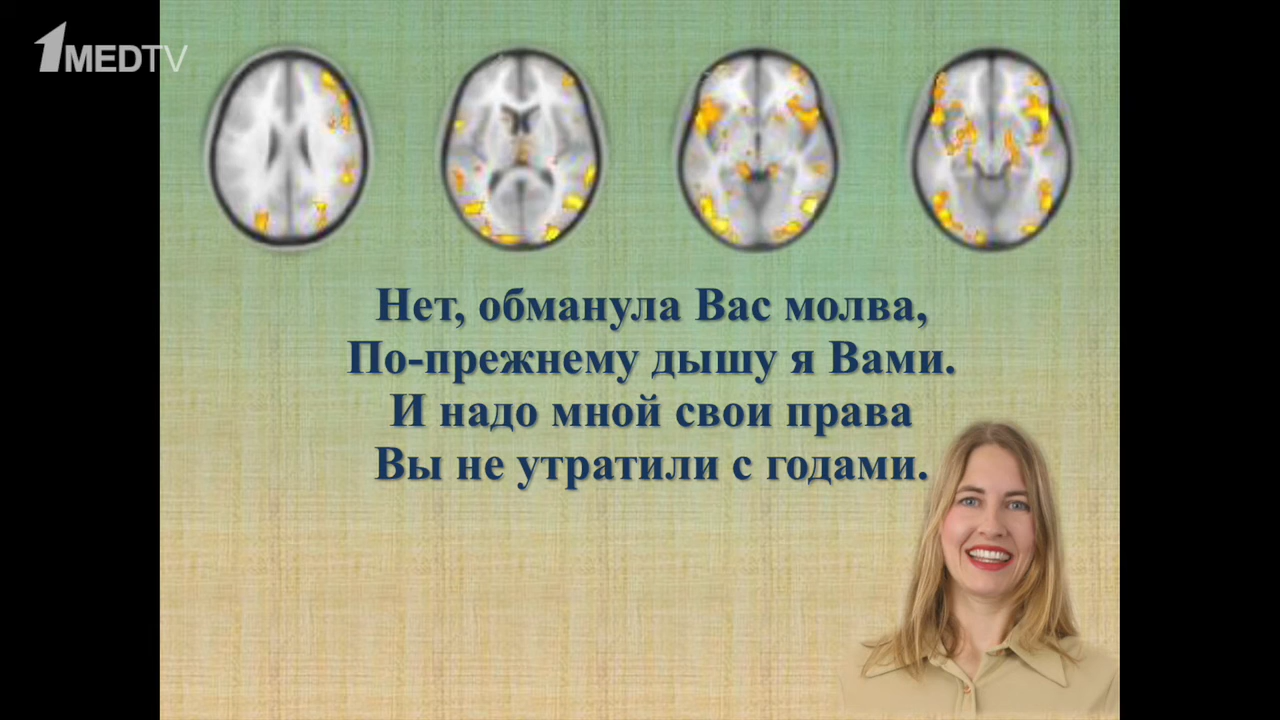 1MEDTV
Нет, обманула Вас молва,
По-прежнему дышу я Вами.
И надо мной свои права
Вы не утратили с годами.